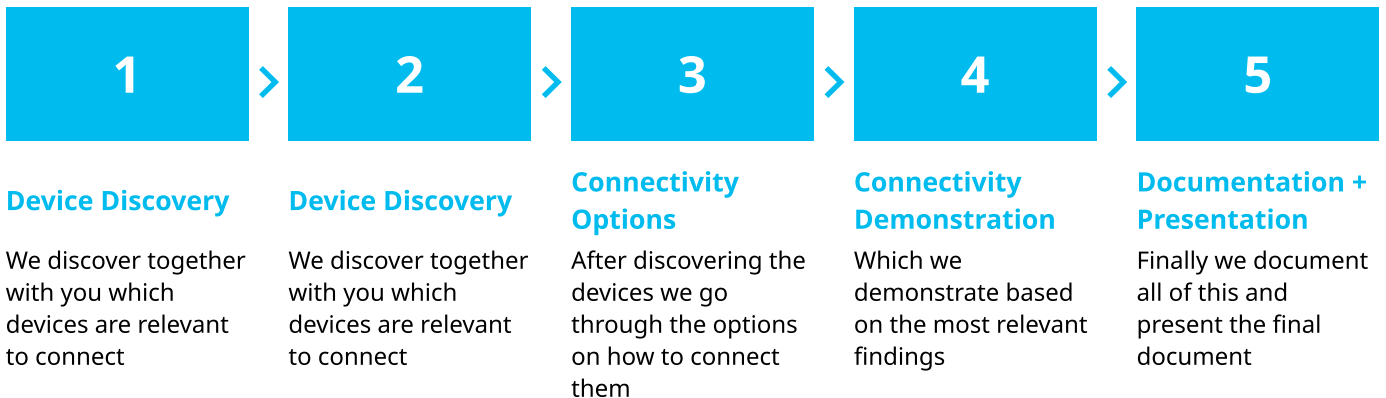 1
2
3
4
5
Device Discovery
We discover together
with you which
devices are relevant
to connect
Device Discovery
We discover together
with you which
devices are relevant
to connect
Connectivity
Options
After discovering the
devices we go
through the options
on how to connect
them
Connectivity
Demonstration
Which we
demonstrate based
on the most relevant
findings
Documentation +
Presentation
Finally we document
all of this and
present the final
document